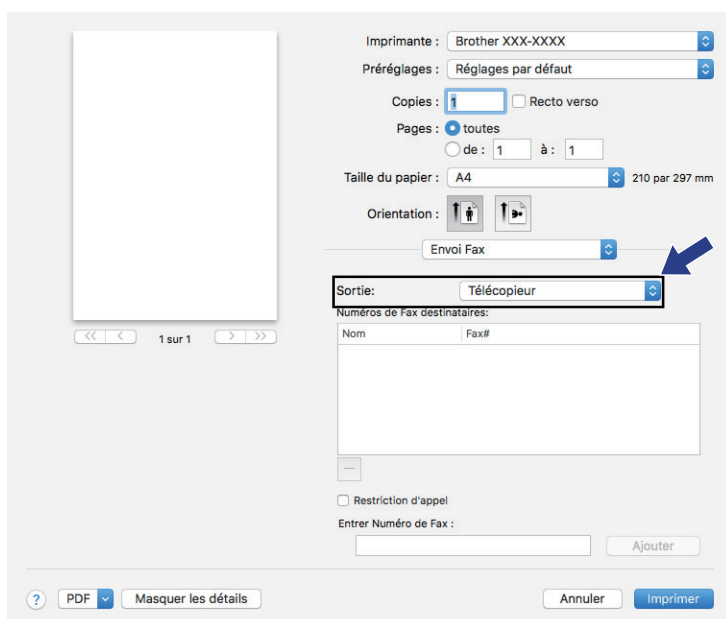 Imprimante : Brother XXX-XXXX
Préréglages : Réglages par défaut
Copies : 1 Recto verso
Pages : toutes
de : 1 à : 1
Taille du papier : A4 210 par 297 mm
Orientation :
Envoi Fax
Sortie: Télécopieur
Numéros de Fax destinataires:
Nom Fax#
<< < 1 sur 1 > >>
Restriction d'appel
Entrer Numéro de Fax :
Ajouter
? PDF Masquer les détails Annuler Imprimer